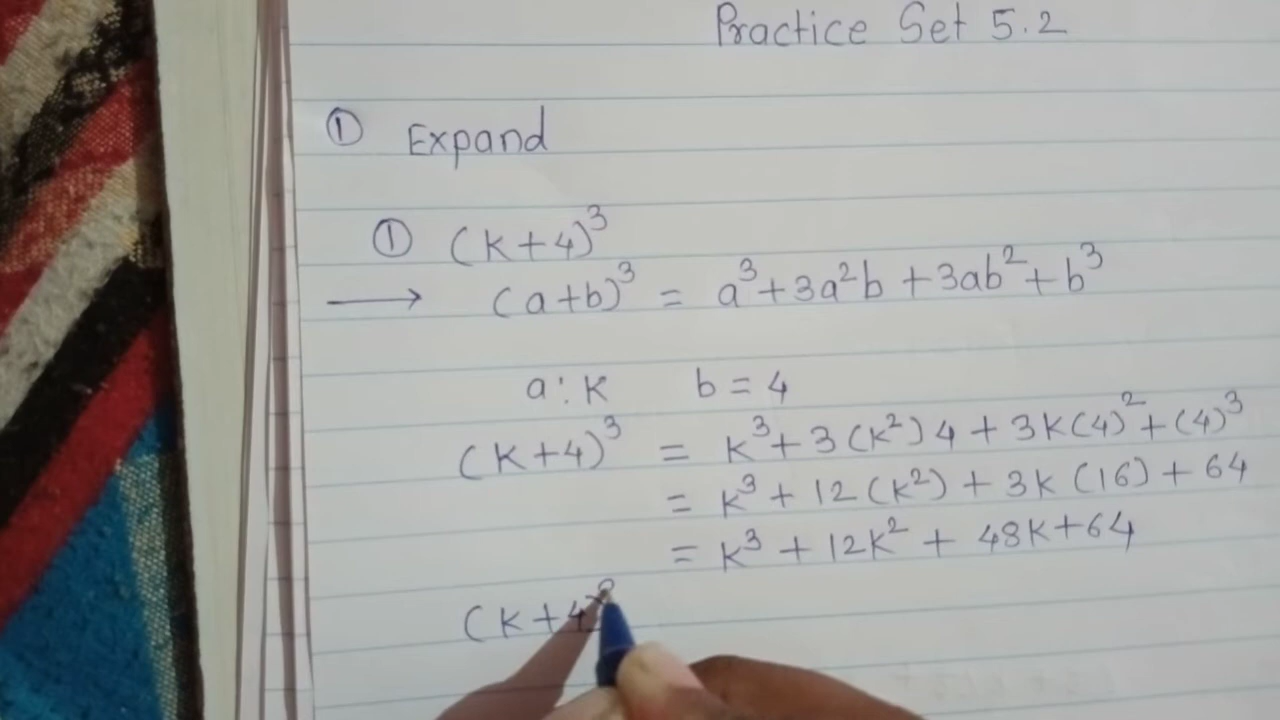 Practice Set 5.2
① Expand
① (k+4)³
⟶ (a+b)³ = a³+3a²b+3ab²+b³
a:k b=4
(k+4)³ = k³+3(k²)4+3k(4)²+(4)³
= k³+12(k²)+3k(16)+64
= k³+12k²+48k+64
(k+4